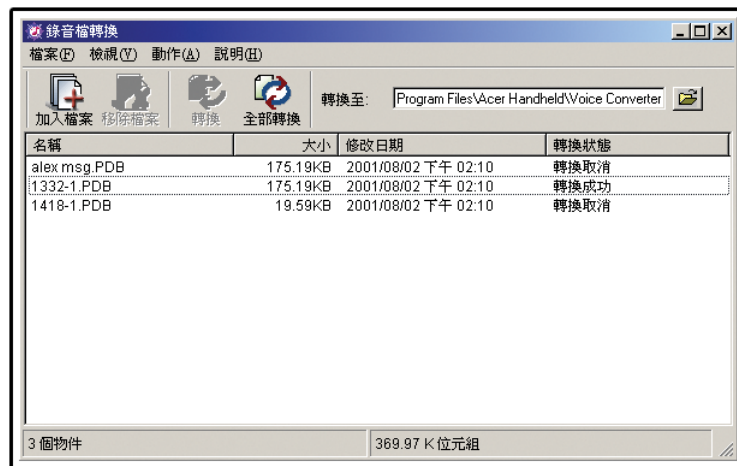 錄音檔轉換
檔案(F) 檢視(V) 動作(A) 說明(H)
加入檔案 移除檔案 轉換 全部轉換 轉換至: Program Files\Acer Handheld\Voice Converter
名稱 大小 修改日期 轉換狀態
alex msg.PDB 175.19KB 2001/08/02 下午 02:10 轉換取消
1332-1.PDB 175.19KB 2001/08/02 下午 02:10 轉換成功
1418-1.PDB 19.59KB 2001/08/02 下午 02:10 轉換取消
3 個物件 369.97 K 位元組